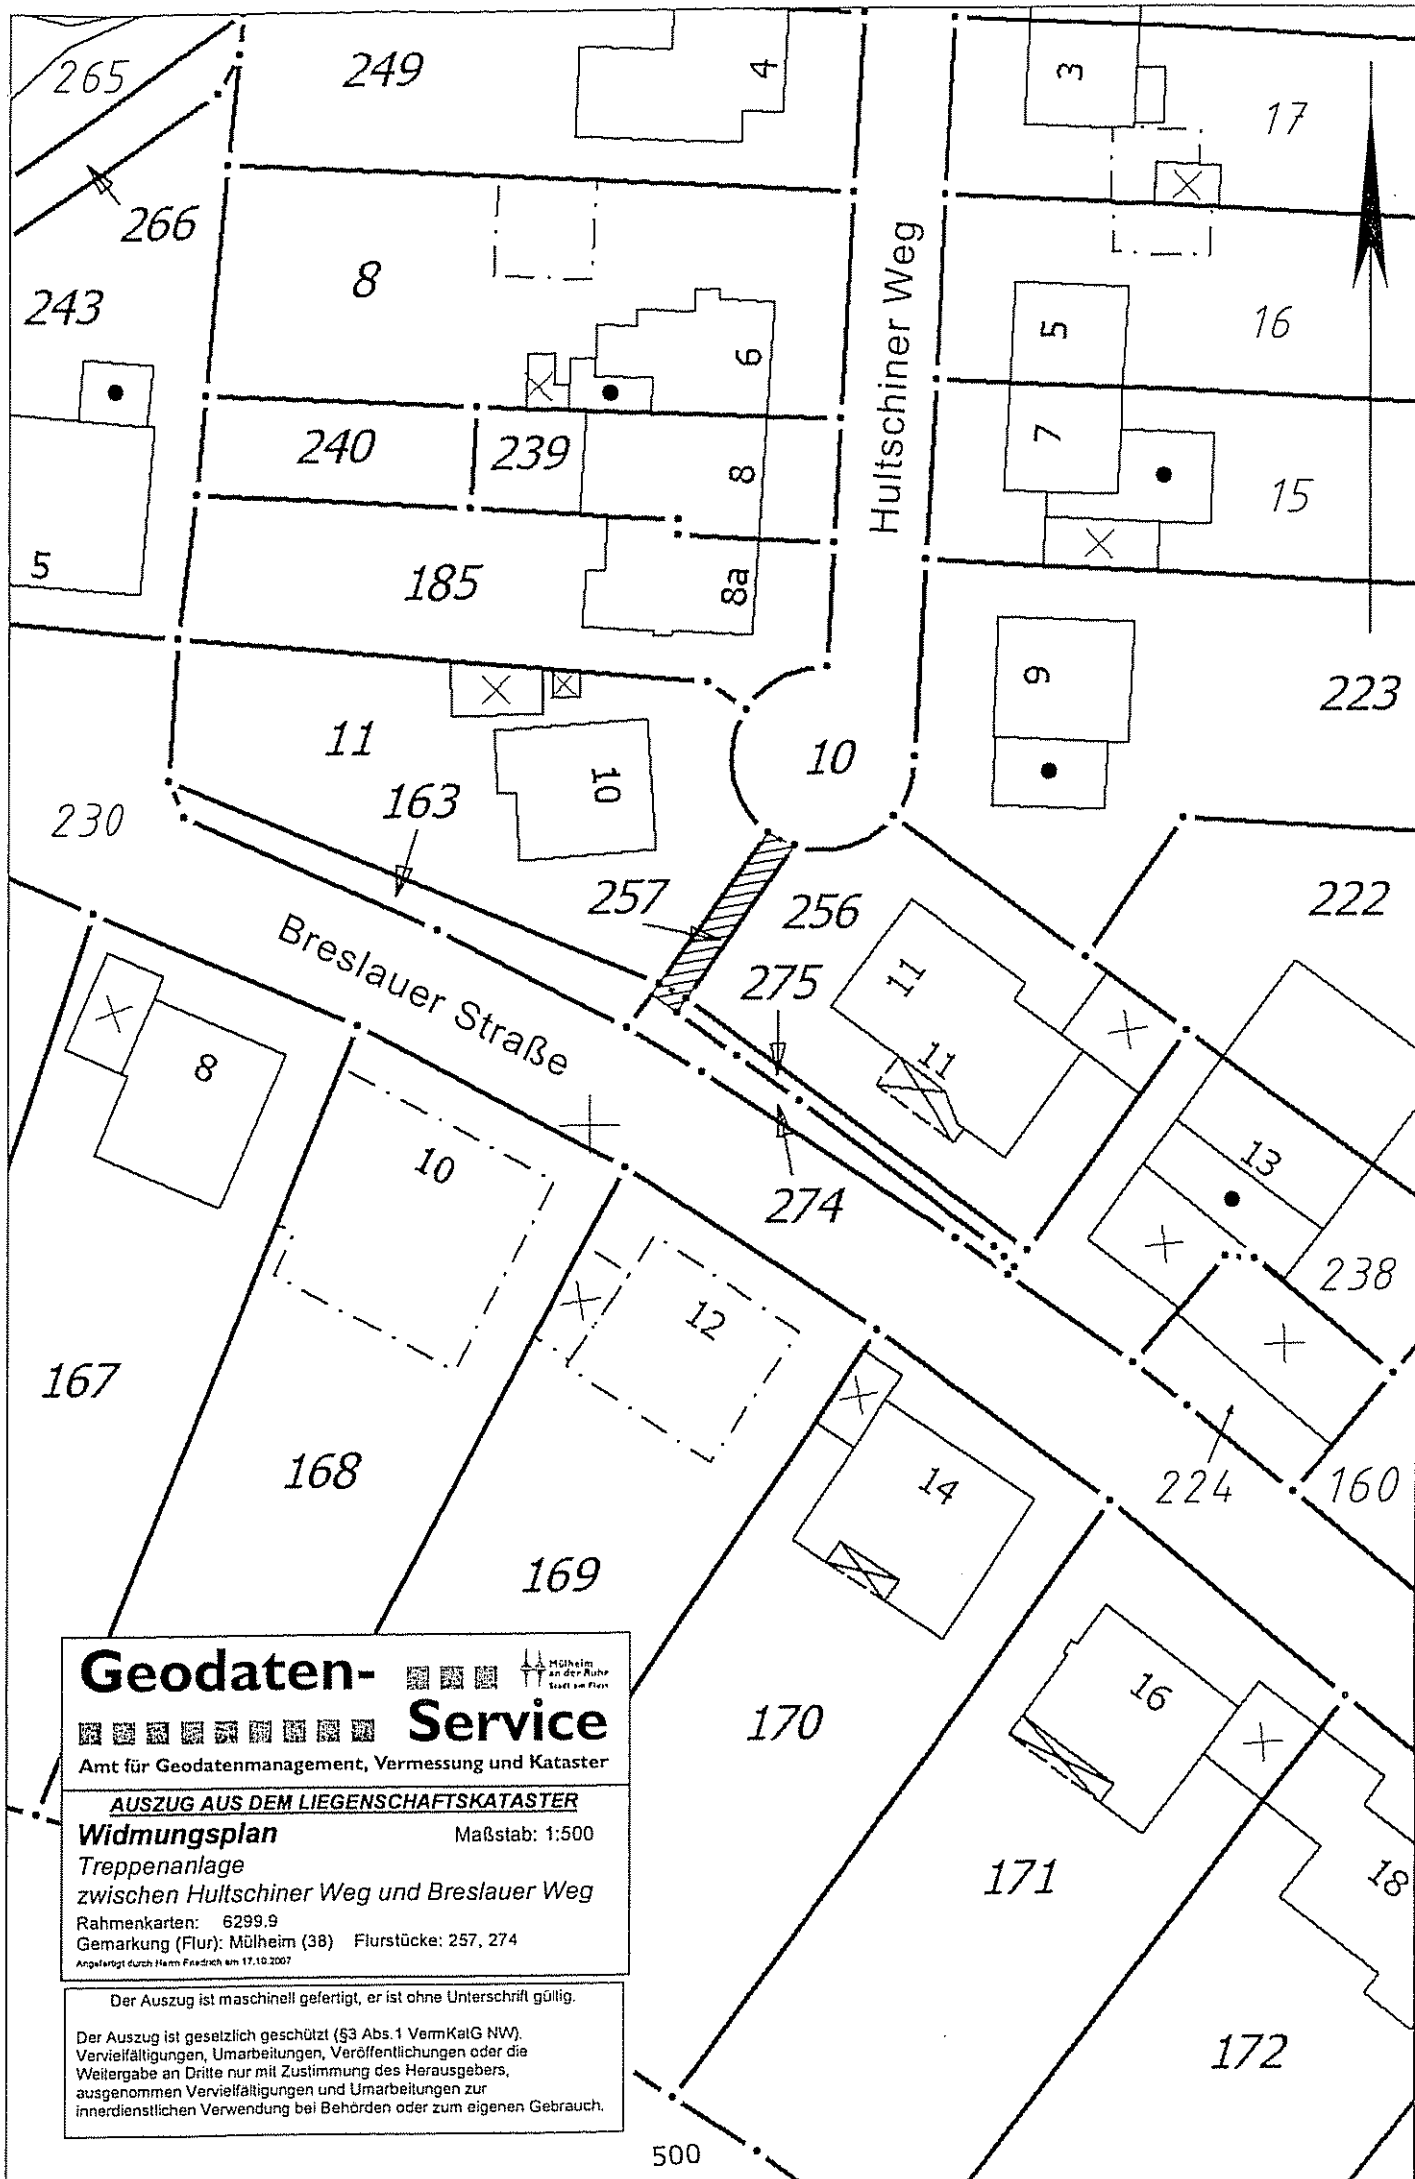 265
249
4
3
17
266
8
243
Hultschiner Weg
5
16
6
7
240
239
8
15
5
185
8a
9
223
11
10
10
163
230
257
256
222
Breslauer Straße
275
11
11
8
10
13
274
238
12
167
168
14
224
160
169
16
170
171
18
172
Geodaten-
Mülheim
an der Ruhr
Stadt am Fluss
Service
Amt für Geodatenmanagement, Vermessung und Kataster
AUSZUG AUS DEM LIEGENSCHAFTSKATASTER
Widmungsplan Maßstab: 1:500
Treppenanlage
zwischen Hultschiner Weg und Breslauer Weg
Rahmenkarten: 6299.9
Gemarkung (Flur): Mülheim (38) Flurstücke: 257, 274
Angefertigt durch Herrn Friedrich am 17.10.2007
Der Auszug ist maschinell gefertigt, er ist ohne Unterschrift gültig.
Der Auszug ist gesetzlich geschützt (§3 Abs.1 VermKatG NW).
Vervielfältigungen, Umarbeitungen, Veröffentlichungen oder die
Weitergabe an Dritte nur mit Zustimmung des Herausgebers,
ausgenommen Vervielfältigungen und Umarbeitungen zur
innerdienstlichen Verwendung bei Behörden oder zum eigenen Gebrauch.
500